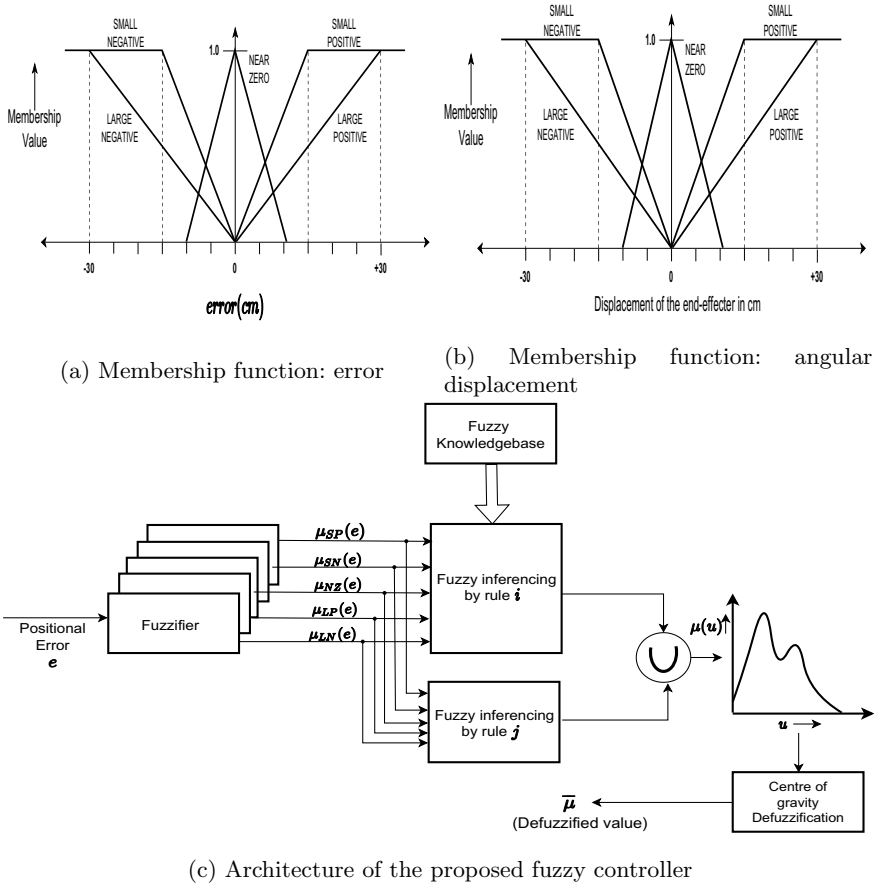 SMALL
NEGATIVE
SMALL
POSITIVE
1.0
NEAR
ZERO
Membership
Value
LARGE
NEGATIVE
LARGE
POSITIVE
-30
0
+30
error(cm)
(a) Membership function: error
SMALL
NEGATIVE
SMALL
POSITIVE
1.0
NEAR
ZERO
Membership
Value
LARGE
NEGATIVE
LARGE
POSITIVE
-30
0
+30
Displacement of the end-effecter in cm
(b) Membership function: angular
displacement
Fuzzy
Knowledgebase
μSP(e)
μSN(e)
μNZ(e)
μLP(e)
μLN(e)
Fuzzifier
Positional
Error
e
Fuzzy inferencing
by rule i
Fuzzy inferencing
by rule j
∪
μ(u)
u
Centre of
gravity
Defuzzification
μ̅
(Defuzzified value)
(c) Architecture of the proposed fuzzy controller